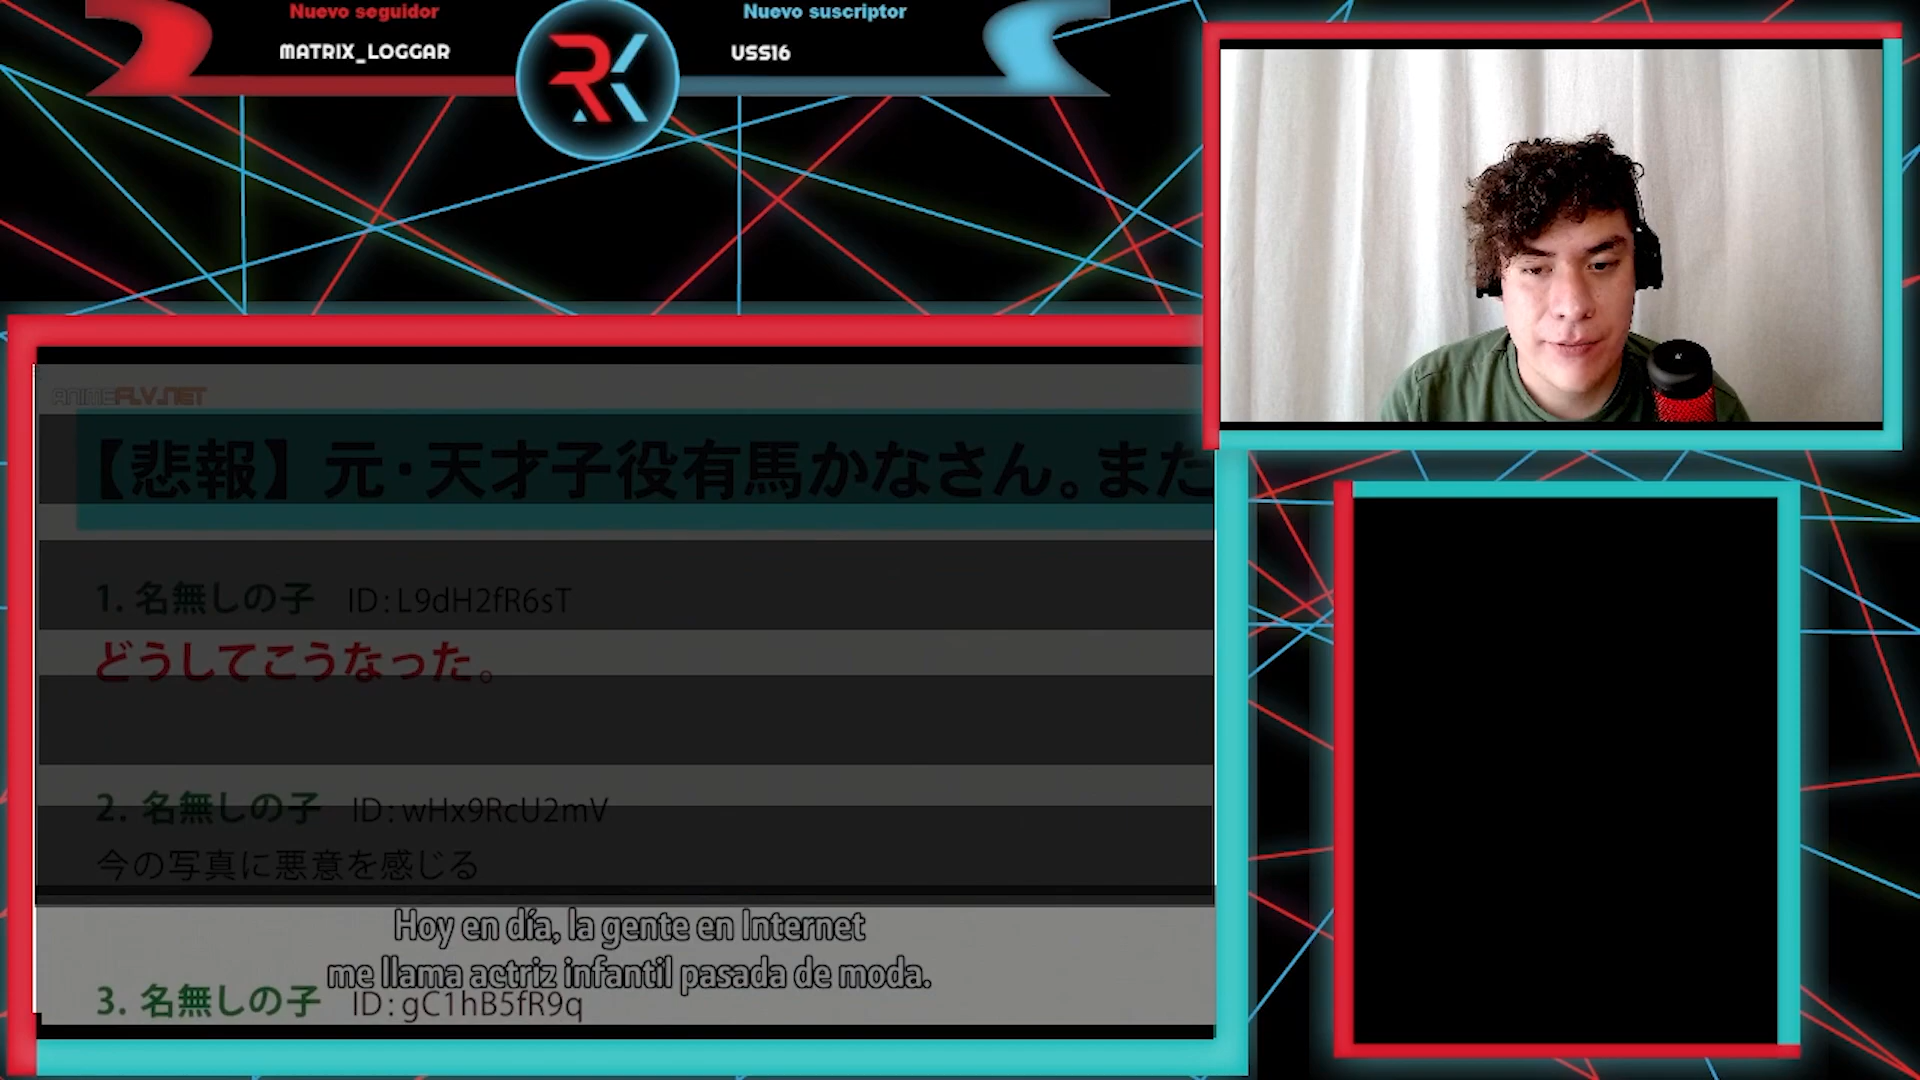 Nuevo seguidor
MATRIX_LOGGAR
RK
Nuevo suscriptor
USS16
ANIMEFLV.NET
【悲報】元・天才子役有馬かなさん。また
1. 名無しの子 ID:L9dH2fR6sT
どうしてこうなった。
2. 名無しの子 ID:wHx9RcU2mV
今の写真に悪意を感じる
Hoy en día, la gente en Internet
me llama actriz infantil pasada de moda.
3. 名無しの子 ID:gC1hB5fR9q